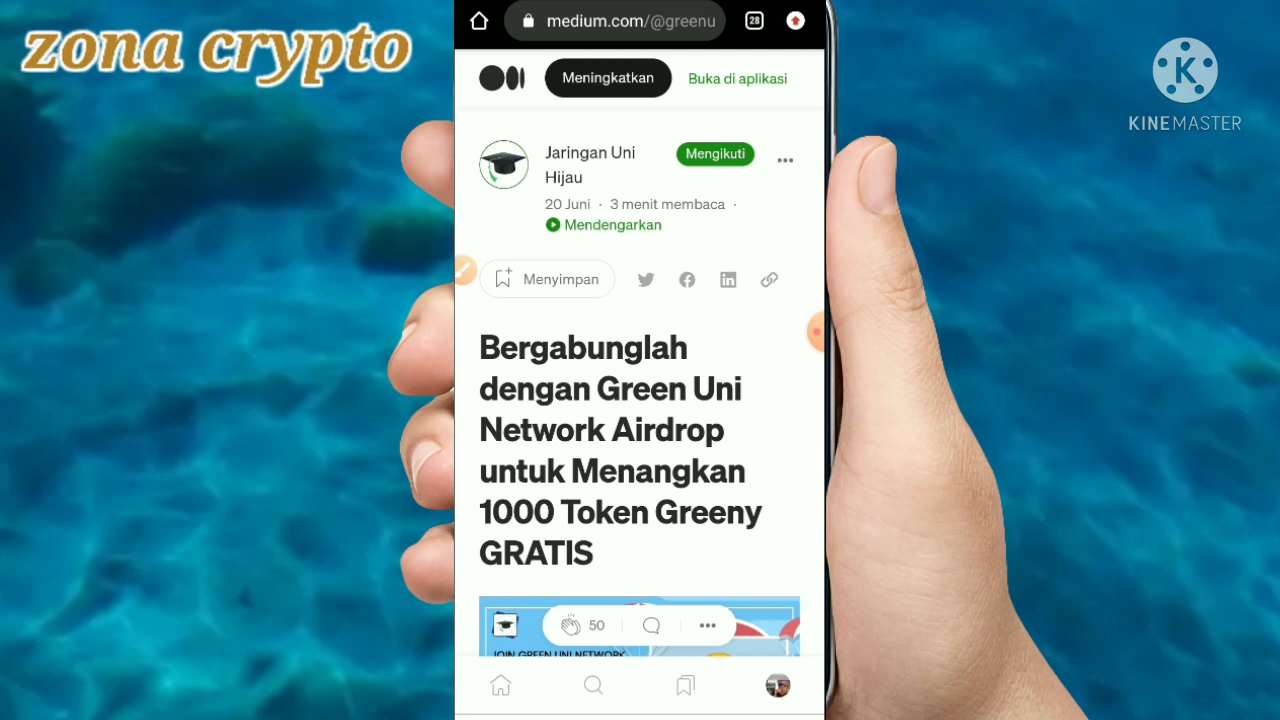 zona crypto
KINEMASTER
medium.com/@greenu
28
Meningkatkan
Buka di aplikasi
Jaringan Uni
Hijau
Mengikuti
20 Juni · 3 menit membaca ·
Mendengarkan
Menyimpan
Bergabunglah
dengan Green Uni
Network Airdrop
untuk Menangkan
1000 Token Greeny
GRATIS
50
JOIN GREEN UNI NETWORK